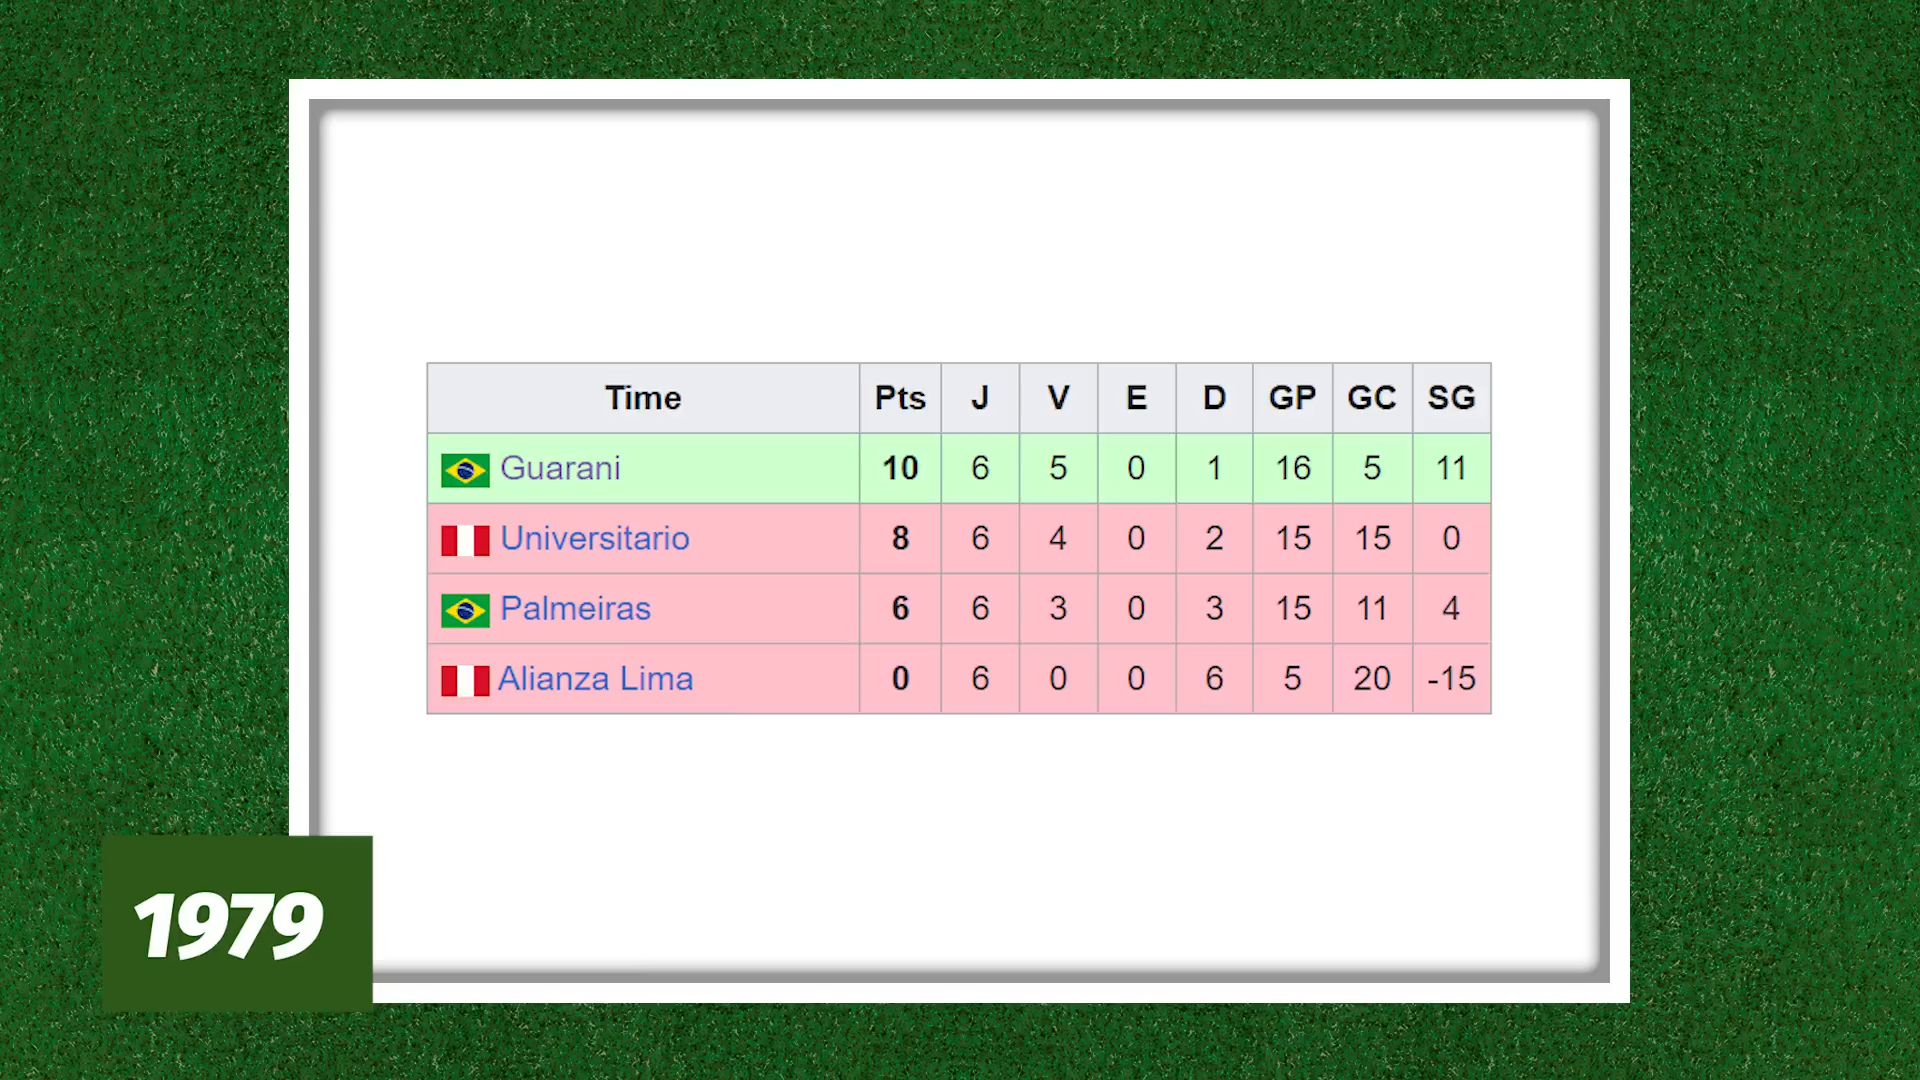 Time Pts J V E D GP GC SG
Guarani 10 6 5 0 1 16 5 11
Universitario 8 6 4 0 2 15 15 0
Palmeiras 6 6 3 0 3 15 11 4
Alianza Lima 0 6 0 0 6 5 20 -15
1979